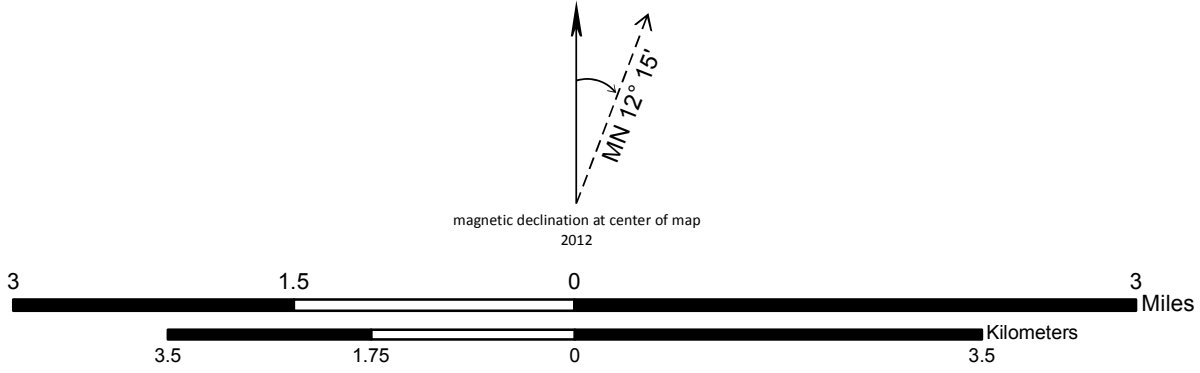 MN 12° 15'
magnetic declination at center of map
2012
3 1.5 0 3
Miles
Kilometers
3.5 1.75 0 3.5